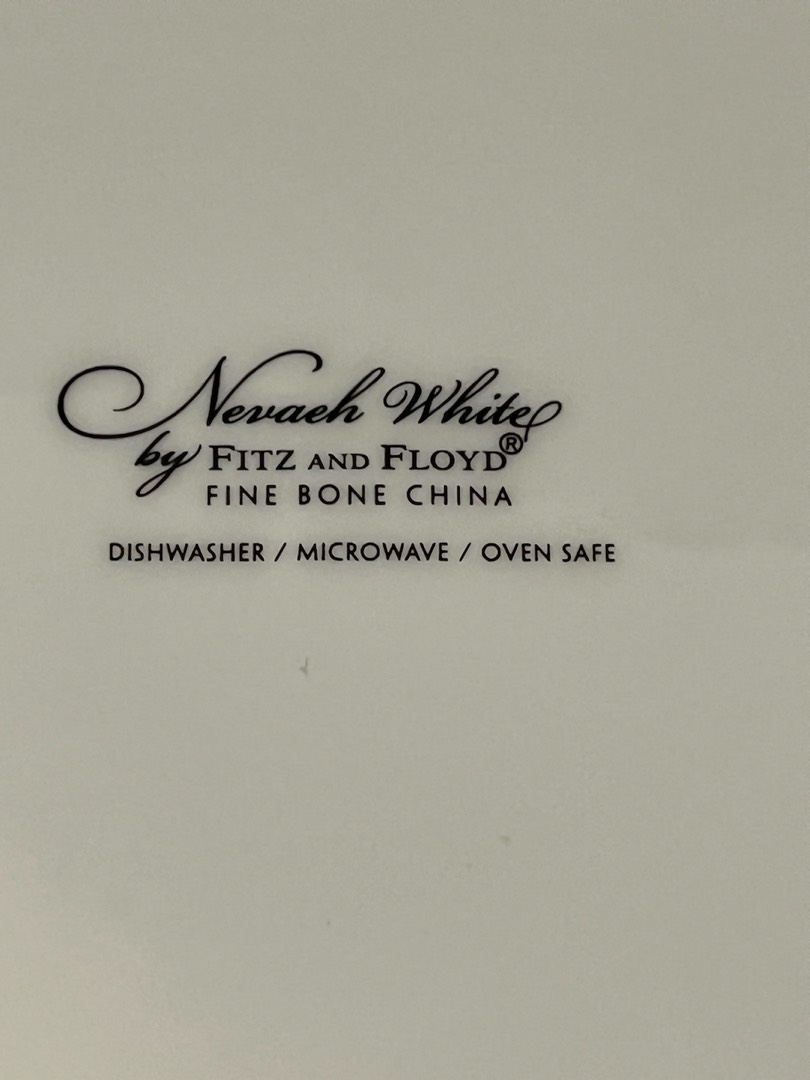 Nevaeh White
by FITZ AND FLOYD®
FINE BONE CHINA
DISHWASHER / MICROWAVE / OVEN SAFE